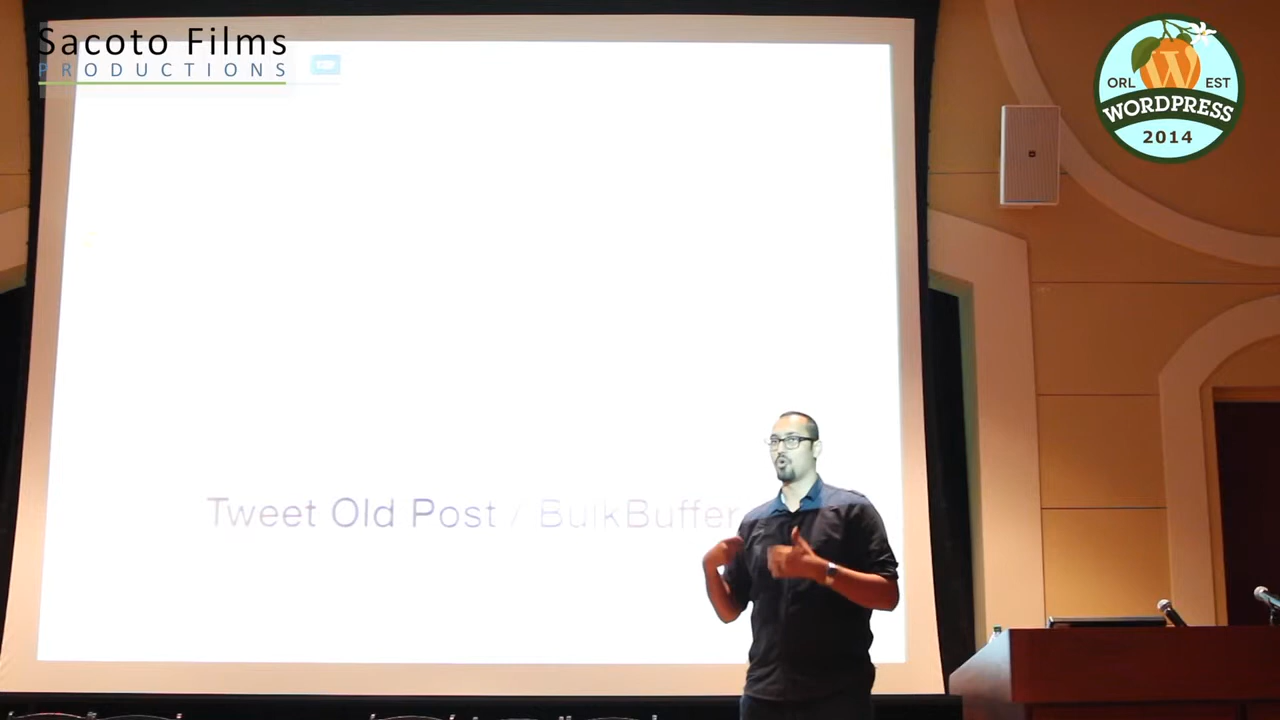 Sacoto Films
PRODUCTIONS
ORL EST
WORDPRESS
2014
Tweet Old Post / BulkBuffer